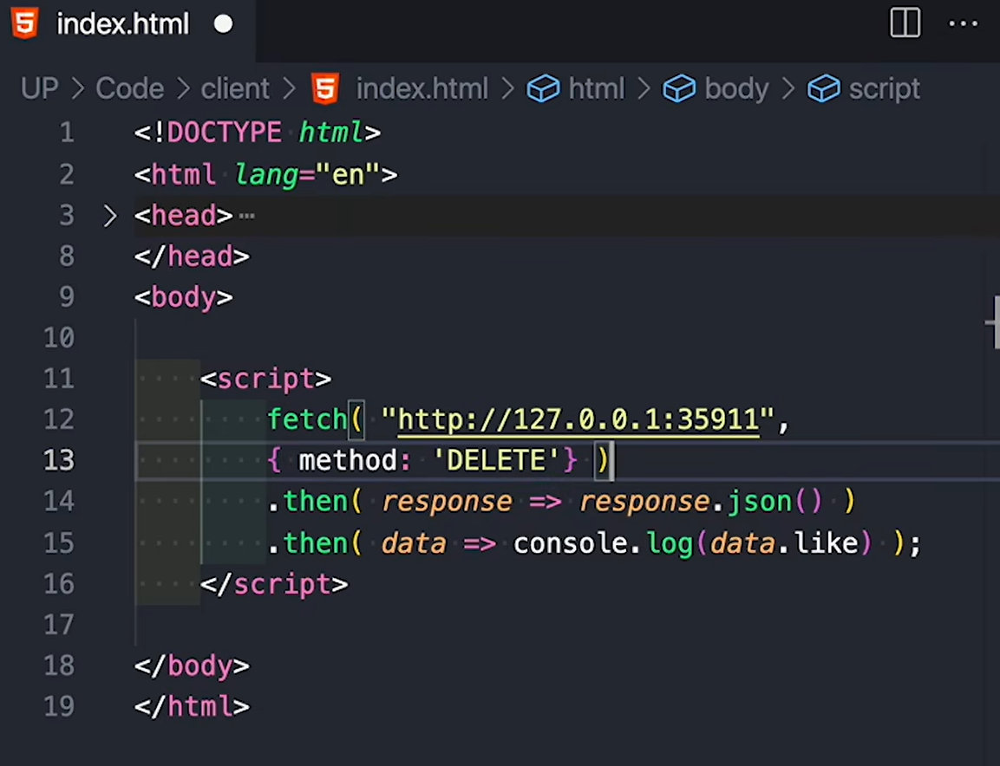 index.html
UP > Code > client > index.html > html > body > script
1 <!DOCTYPE html>
2 <html lang="en">
3 <head> …
8 </head>
9 <body>
10
11 <script>
12 fetch( "http://127.0.0.1:35911",
13 { method: 'DELETE'} )
14 .then( response => response.json() )
15 .then( data => console.log(data.like) );
16 </script>
17
18 </body>
19 </html>